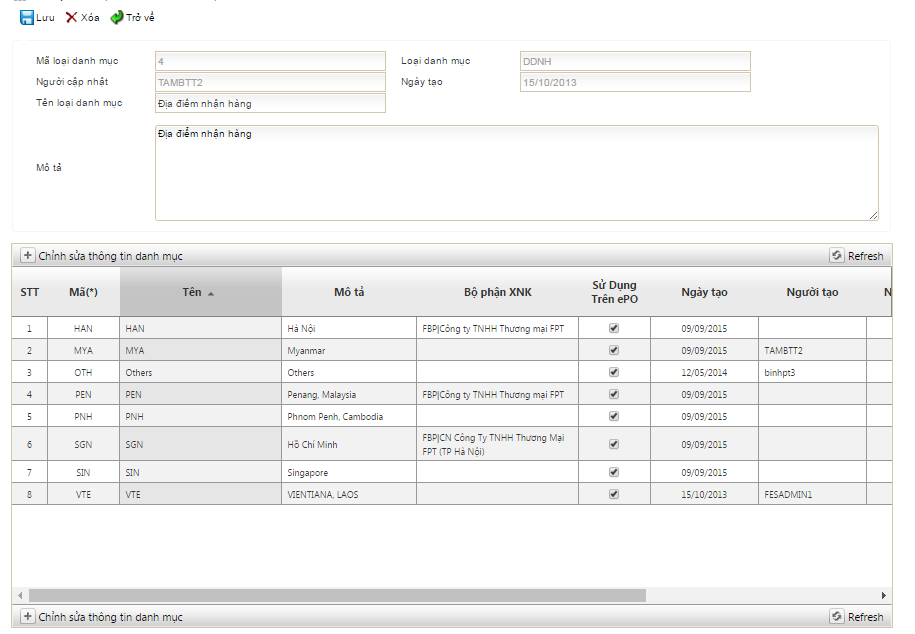 Lưu Xóa Trở về
Mã loại danh mục 4 Loại danh mục DDNH
Người cập nhật TAMBTT2 Ngày tạo 15/10/2013
Tên loại danh mục Địa điểm nhận hàng
Mô tả Địa điểm nhận hàng
Chỉnh sửa thông tin danh mục Refresh
STT Mã(*) Tên Mô tả Bộ phận XNK Sử Dụng Trên ePO Ngày tạo Người tạo N
1 HAN HAN Hà Nội FBP|Công ty TNHH Thương mại FPT 09/09/2015
2 MYA MYA Myanmar 09/09/2015 TAMBTT2
3 OTH Others Others 12/05/2014 binhpt3
4 PEN PEN Penang, Malaysia FBP|Công ty TNHH Thương mại FPT 09/09/2015
5 PNH PNH Phnom Penh, Cambodia 09/09/2015
6 SGN SGN Hồ Chí Minh FBP|CN Công Ty TNHH Thương Mại FPT (TP Hà Nội) 09/09/2015
7 SIN SIN Singapore 09/09/2015
8 VTE VTE VIENTIANA, LAOS 15/10/2013 FESADMIN1
Chỉnh sửa thông tin danh mục Refresh